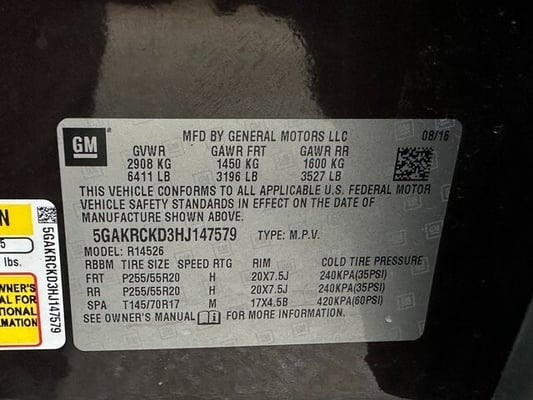 GM
MFD BY GENERAL MOTORS LLC 08/16
GVWR GAWR FRT GAWR RR
2908 KG 1450 KG 1600 KG
6411 LB 3196 LB 3527 LB
THIS VEHICLE CONFORMS TO ALL APPLICABLE U.S. FEDERAL MOTOR
VEHICLE SAFETY STANDARDS IN EFFECT ON THE DATE OF
MANUFACTURE SHOWN ABOVE.
5GAKRCKD3HJ147579 TYPE: M.P.V.
MODEL: R14526
RBBM TIRE SIZE SPEED RTG RIM COLD TIRE PRESSURE
FRT P255/55R20 H 20X7.5J 240KPA(35PSI)
RR P255/55R20 H 20X7.5J 240KPA(35PSI)
SPA T145/70R17 M 17X4.5B 420KPA(60PSI)
SEE OWNER'S MANUAL FOR MORE INFORMATION.
N
5
lbs.
WNER'S
AL FOR
TIONAL
RMATION
5GAKRCKD3HJ147579